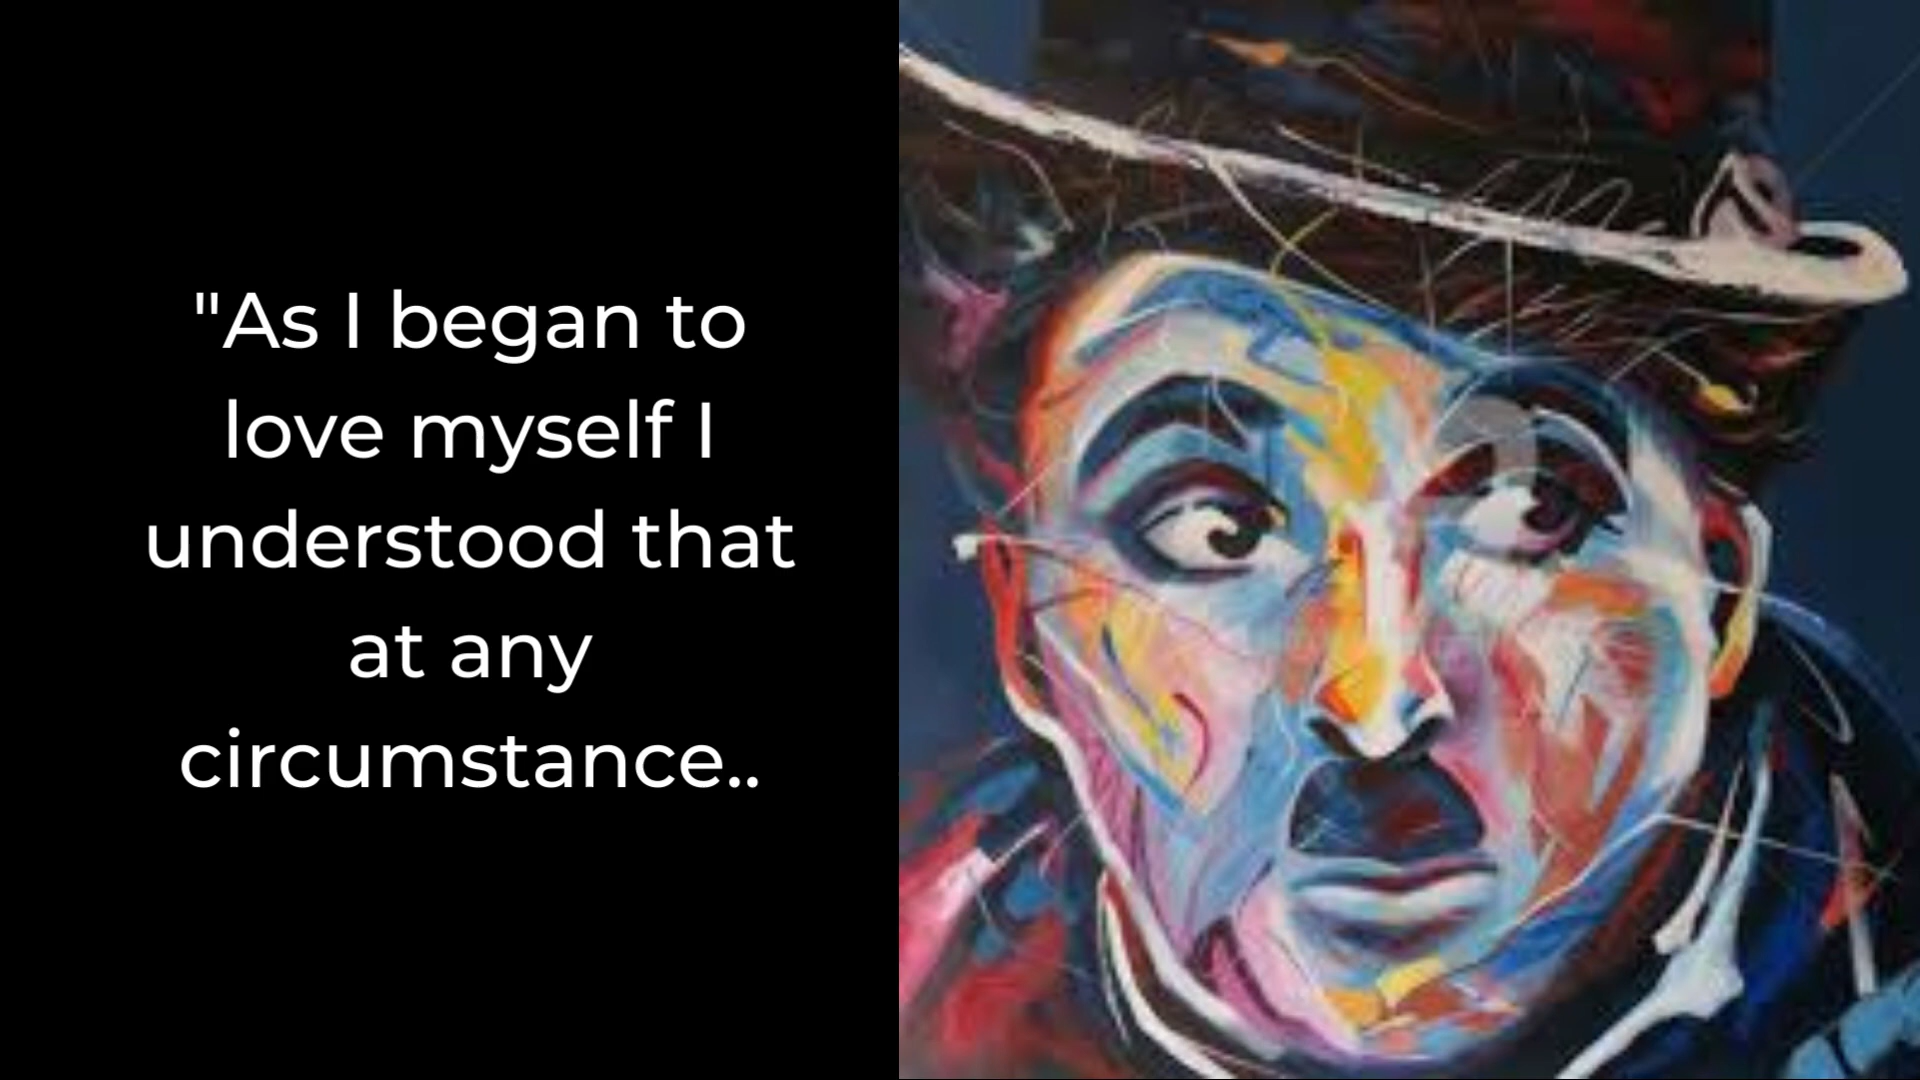 "As I began to
love myself I
understood that
at any
circumstance..